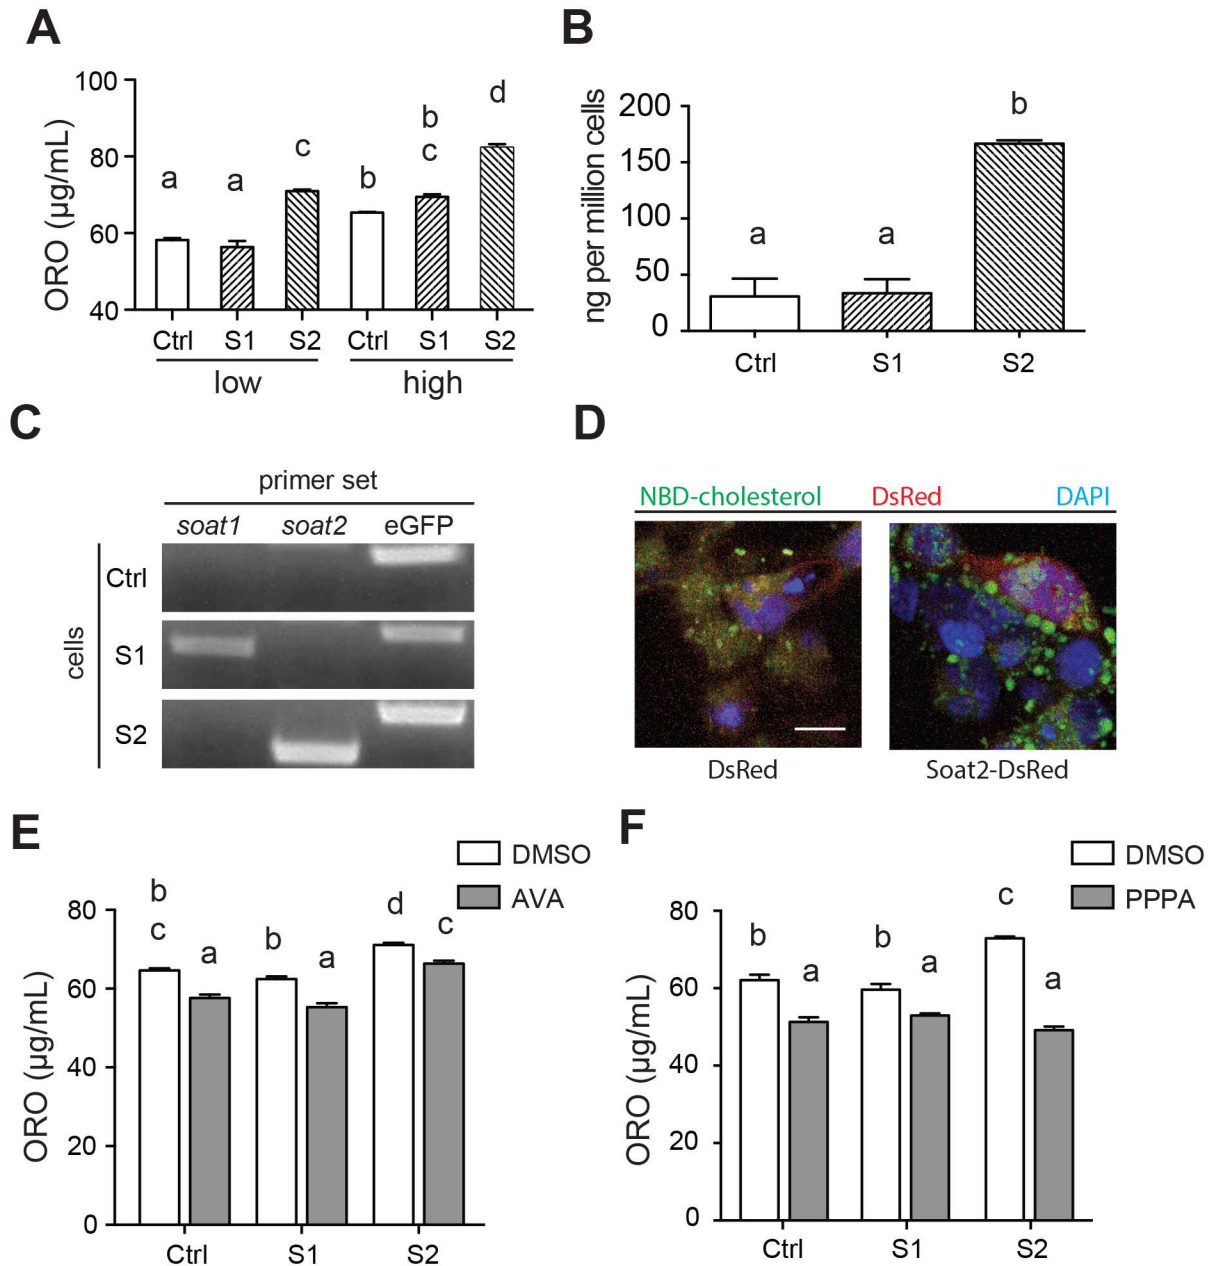 A
ORO (µg/mL)
100
80
60
40
a
a
c
b
b
c
d
Ctrl S1 S2 Ctrl S1 S2
low high
B
ng per million cells
200
150
100
50
0
a
a
b
Ctrl S1 S2
C
primer set
soat1 soat2 eGFP
cells
Ctrl
S1
S2
D
NBD-cholesterol DsRed DAPI
DsRed Soat2-DsRed
E
DMSO
AVA
ORO (µg/mL)
80
60
40
20
0
b
c
a
b
a
d
c
Ctrl S1 S2
F
DMSO
PPPA
ORO (µg/mL)
80
60
40
20
0
b
a
b
a
c
a
Ctrl S1 S2